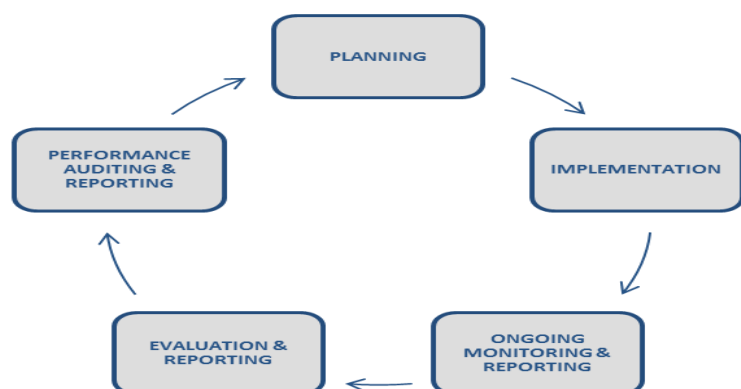 PLANNING
IMPLEMENTATION
ONGOING
MONITORING &
REPORTING
EVALUATION &
REPORTING
PERFORMANCE
AUDITING &
REPORTING